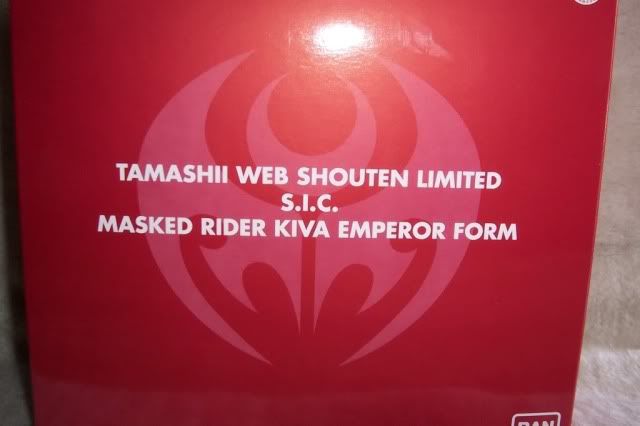 TAMASHII WEB SHOUTEN LIMITED
S.I.C.
MASKED RIDER KIVA EMPEROR FORM
BAN